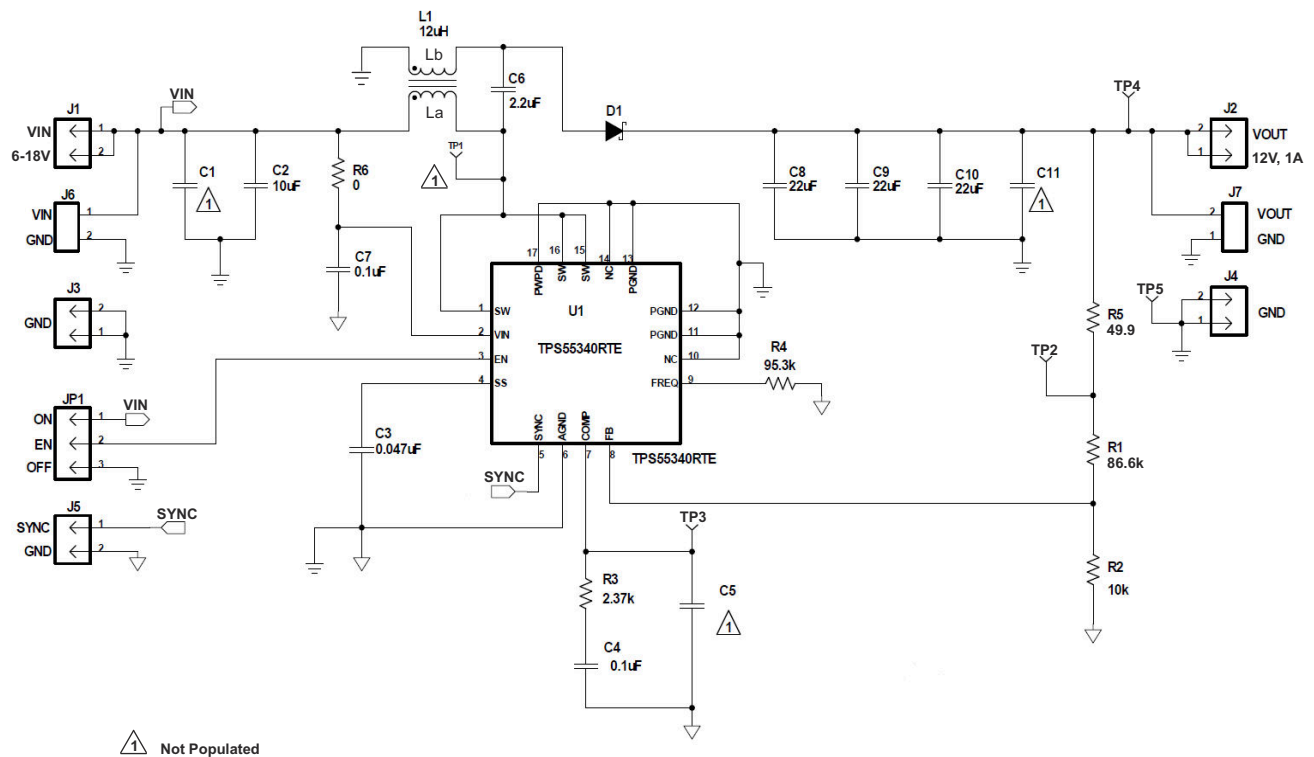 L1
12uH
Lb
La
C6
2.2uF
VIN
J1
VIN
6-18V
1
2
C1
1
C2
10uF
R6
0
TP1
1
D1
TP4
J2
2
1
VOUT
12V, 1A
C8
22uF
C9
22uF
C10
22uF
C11
1
J6
VIN
GND
1
2
J7
2
1
VOUT
GND
C7
0.1uF
17
16
15
14
13
PWPD
SW
SW
NC
PGND
U1
TPS55340RTE
1
SW
2
VIN
3
EN
4
SS
PGND
12
PGND
11
NC
10
FREQ
9
SYNC
AGND
COMP
FB
5
6
7
8
TPS55340RTE
J3
GND
2
1
J4
2
1
GND
TP5
R5
49.9
R4
95.3k
TP2
JP1
ON
EN
OFF
1
2
3
VIN
C3
0.047uF
R1
86.6k
SYNC
J5
SYNC
GND
1
2
SYNC
TP3
R3
2.37k
C5
1
R2
10k
C4
0.1uF
1
Not Populated